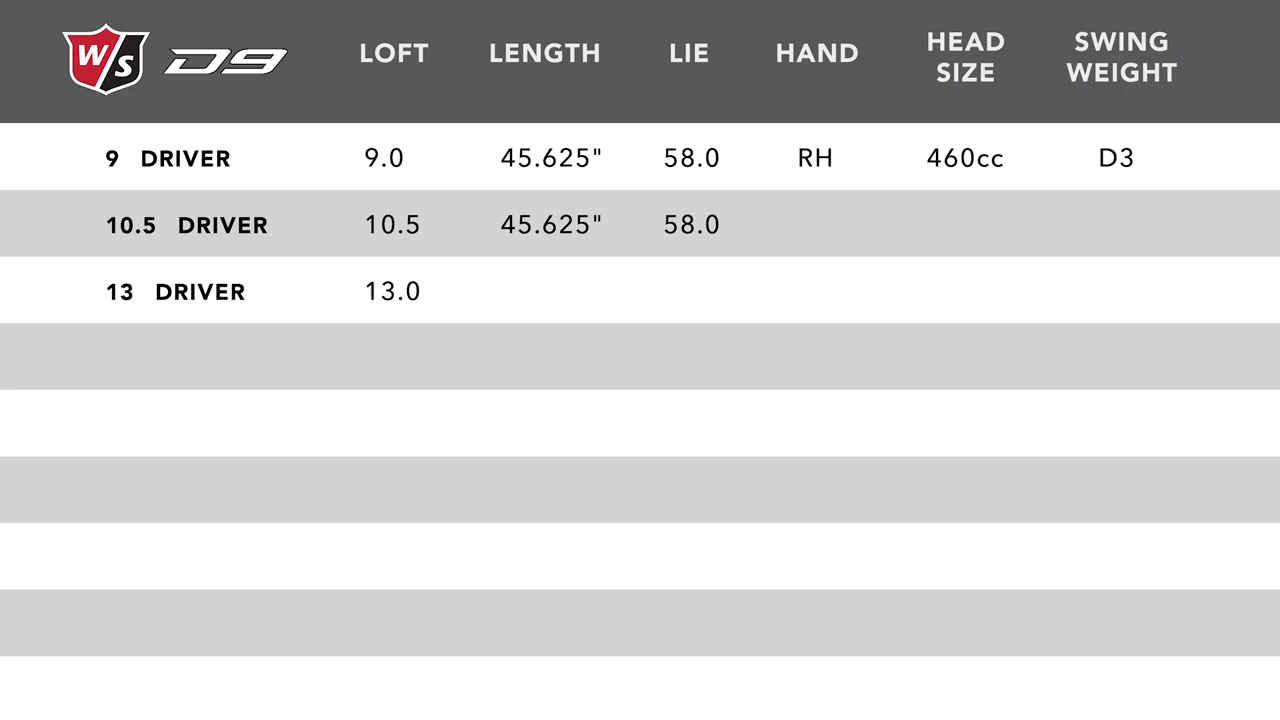 W/S D9 LOFT LENGTH LIE HAND HEAD SIZE SWING WEIGHT
9 DRIVER 9.0 45.625" 58.0 RH 460cc D3
10.5 DRIVER 10.5 45.625" 58.0
13 DRIVER 13.0